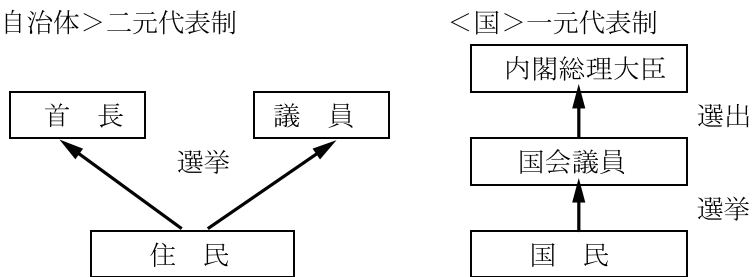 自治体＞二元代表制
首　長
議　員
選挙
住　民
＜国＞一元代表制
内閣総理大臣
選出
国会議員
選挙
国　民